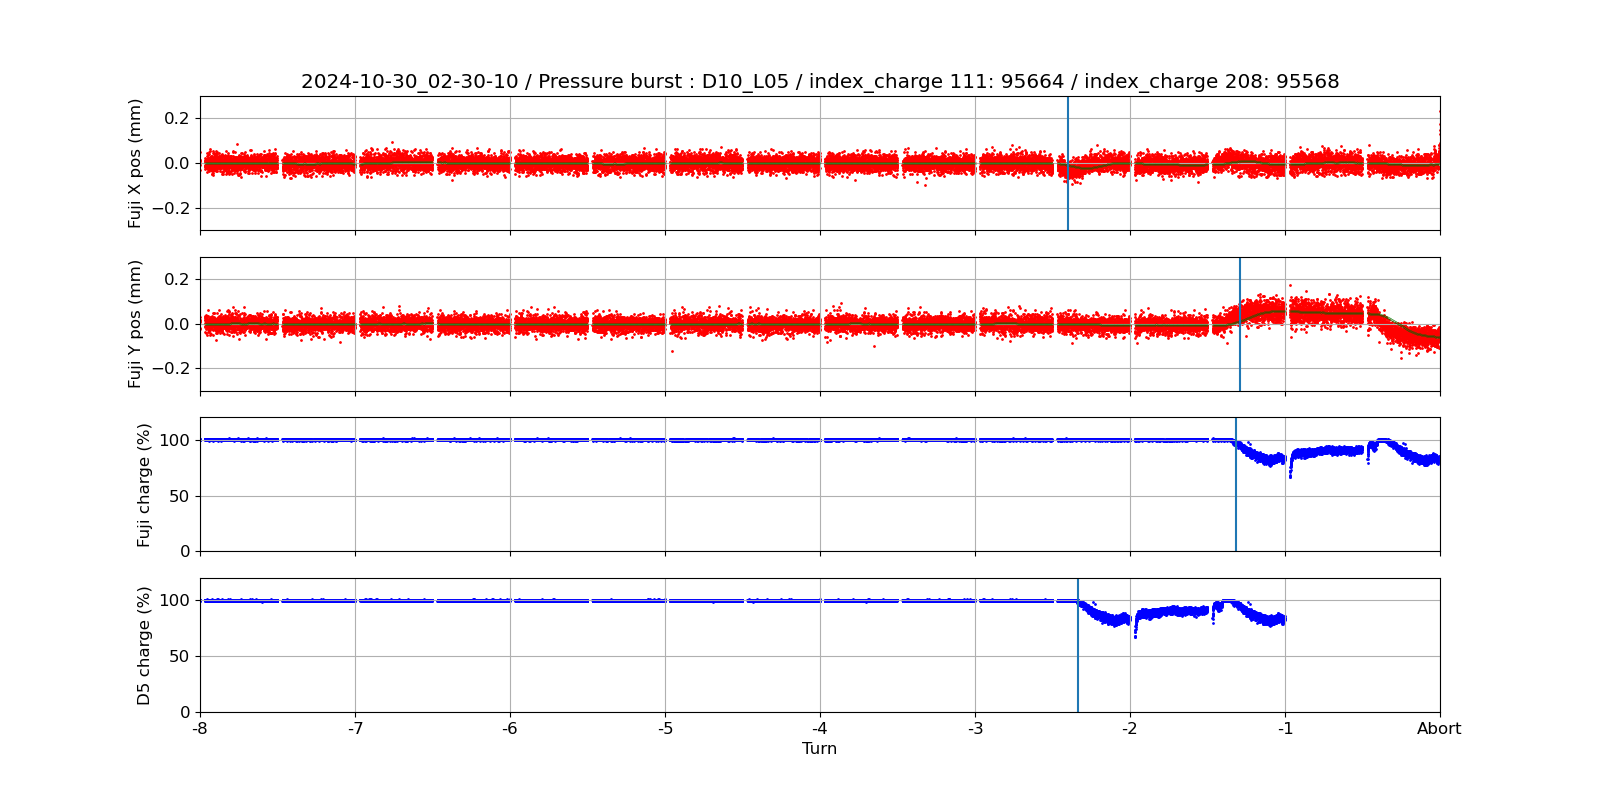 2024-10-30_02-30-10 / Pressure burst : D10_L05 / index_charge 111: 95664 / index_charge 208: 95568
Fuji X pos (mm)
0.2
0.0
−0.2
Fuji Y pos (mm)
0.2
0.0
−0.2
Fuji charge (%)
100
50
0
D5 charge (%)
100
50
0
-8 -7 -6 -5 -4 -3 -2 -1 Abort
Turn